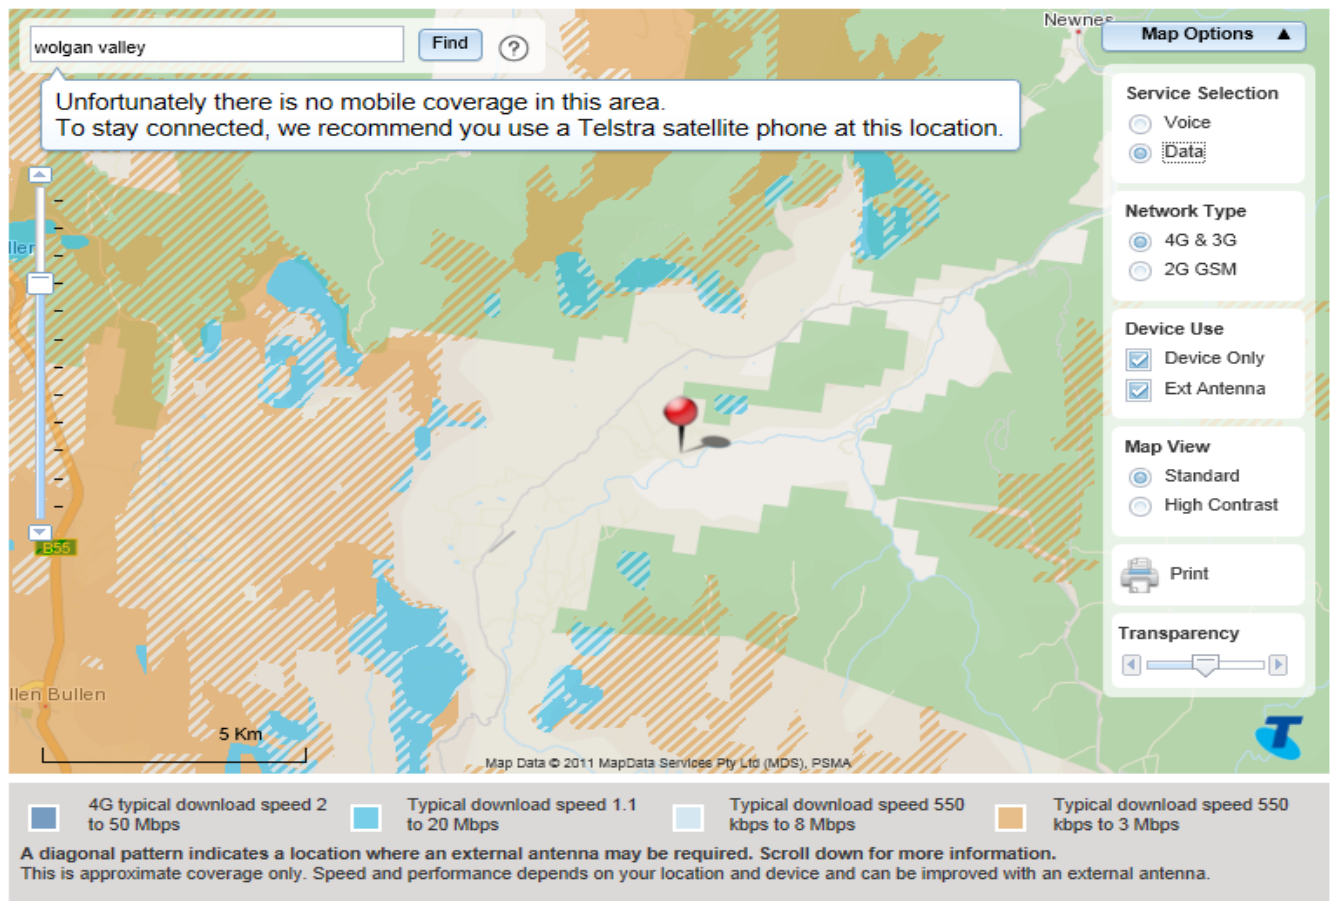 Newnes
wolgan valley
Find
?
Map Options ▲
Unfortunately there is no mobile coverage in this area.
To stay connected, we recommend you use a Telstra satellite phone at this location.
Service Selection
Voice
Data
Network Type
4G & 3G
2G GSM
Device Use
Device Only
Ext Antenna
Map View
Standard
High Contrast
Print
Transparency
ller
B55
llen Bullen
5 Km
Map Data © 2011 MapData Services Pty Ltd (MDS), PSMA
T
4G typical download speed 2
to 50 Mbps
Typical download speed 1.1
to 20 Mbps
Typical download speed 550
kbps to 8 Mbps
Typical download speed 550
kbps to 3 Mbps
A diagonal pattern indicates a location where an external antenna may be required. Scroll down for more information.
This is approximate coverage only. Speed and performance depends on your location and device and can be improved with an external antenna.